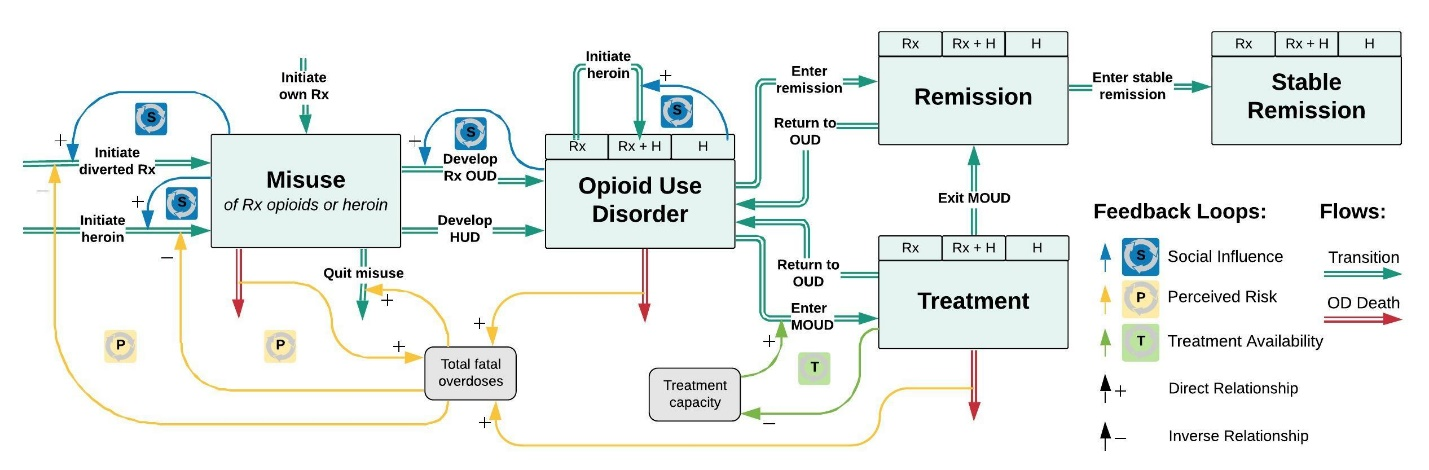 Rx Rx + H H
Rx Rx + H H
Initiate
heroin
+
S
Initiate
own Rx
S
+
Initiate
diverted Rx
–
S
+
Initiate
heroin
–
Misuse
of Rx opioids or heroin
S
–
Develop
Rx OUD
Develop
HUD
Rx Rx + H H
Opioid Use
Disorder
Enter
remission
Return to
OUD
Remission
Enter stable
remission
Stable
Remission
Exit MOUD
Rx Rx + H H
Return to
OUD
Enter
MOUD
Treatment
Quit misuse
+
P
P
+
+
Total fatal
overdoses
+
+
T
Treatment
capacity
–
Feedback Loops:
S Social Influence
P Perceived Risk
T Treatment Availability
+ Direct Relationship
– Inverse Relationship
Flows:
Transition
OD Death